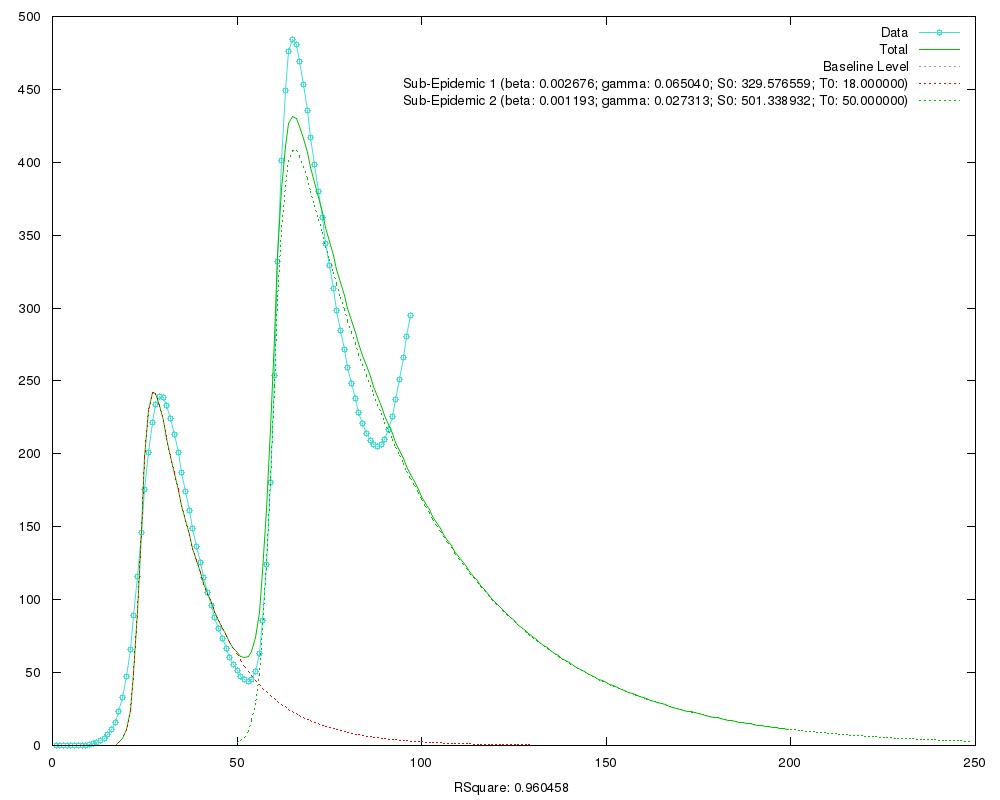 500
450
400
350
300
250
200
150
100
50
0
Data
Total
Baseline Level
Sub-Epidemic 1 (beta: 0.002676; gamma: 0.065040; S0: 329.576559; T0: 18.000000)
Sub-Epidemic 2 (beta: 0.001193; gamma: 0.027313; S0: 501.338932; T0: 50.000000)
0 50 100 150 200 250
RSquare: 0.960458